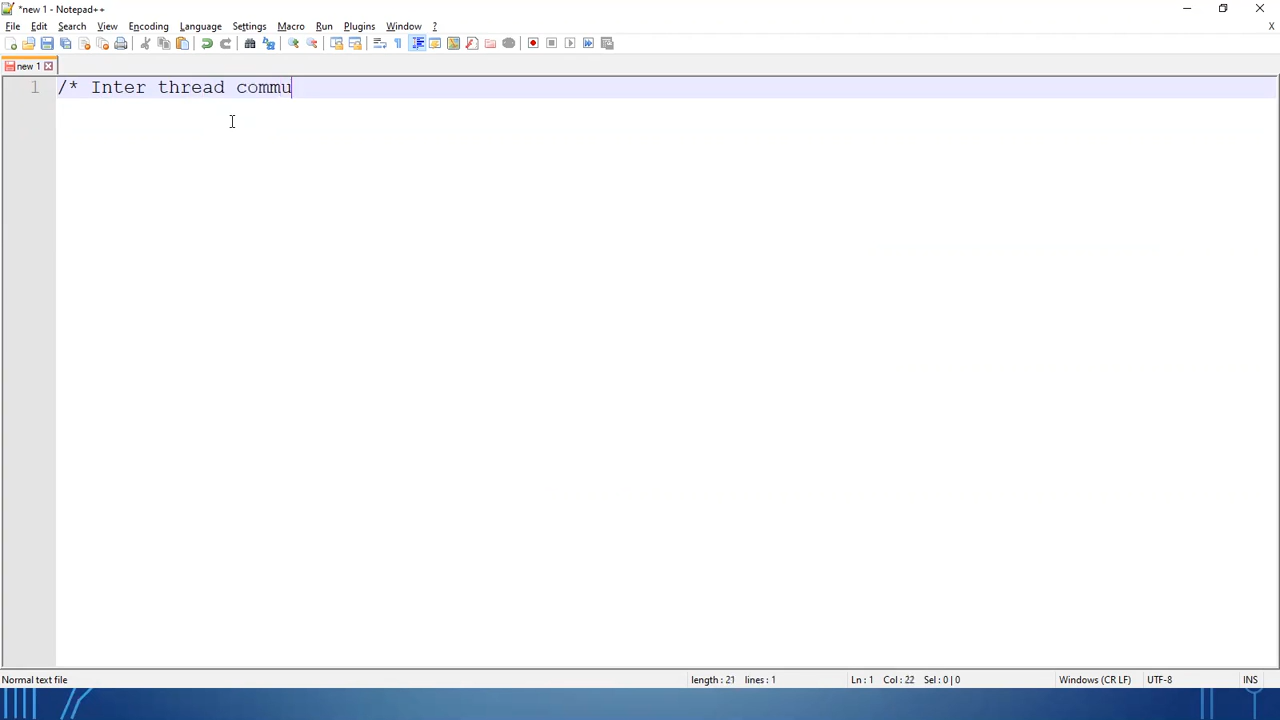 *new 1 - Notepad++
File Edit Search View Encoding Language Settings Macro Run Plugins Window ? X
new 1
1 /* Inter thread commu
Normal text file length : 21 lines : 1 Ln : 1 Col : 22 Sel : 0 | 0 Windows (CR LF) UTF-8 INS